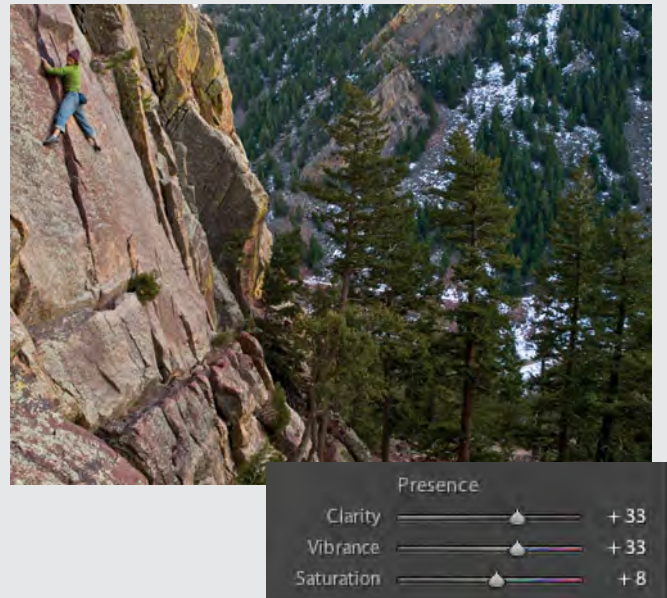 Presence
Clarity + 33
Vibrance + 33
Saturation + 8